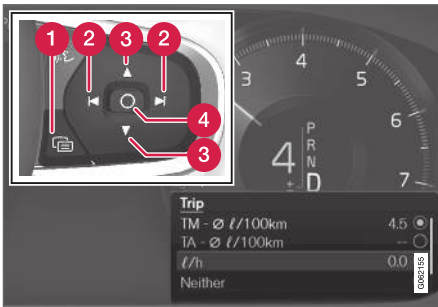 1
2
3
2
4
3
3
4
5
6
7
4
±
P
R
N
D
Trip
TM - Ø ℓ/100km 4.5
TA - Ø ℓ/100km --
ℓ/h 0.0
Neither
G062155